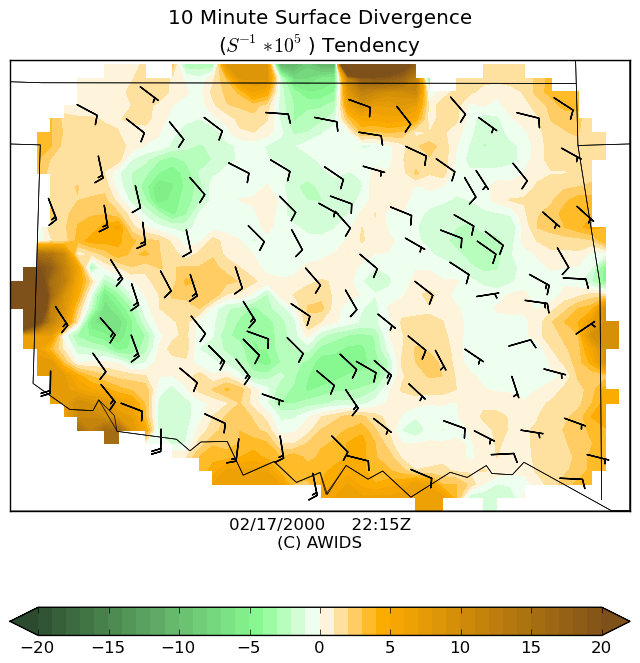 10 Minute Surface Divergence
(S⁻¹ *10⁵ ) Tendency
02/17/2000 22:15Z
(C) AWIDS
−20 −15 −10 −5 0 5 10 15 20